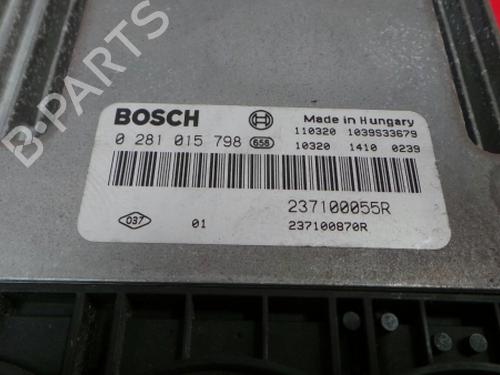 BOSCH
Made in Hungary
110320 1039S33679
0 281 015 798 658
10320 1410 0239
237100055R
037 01 237100870R
B PARTS